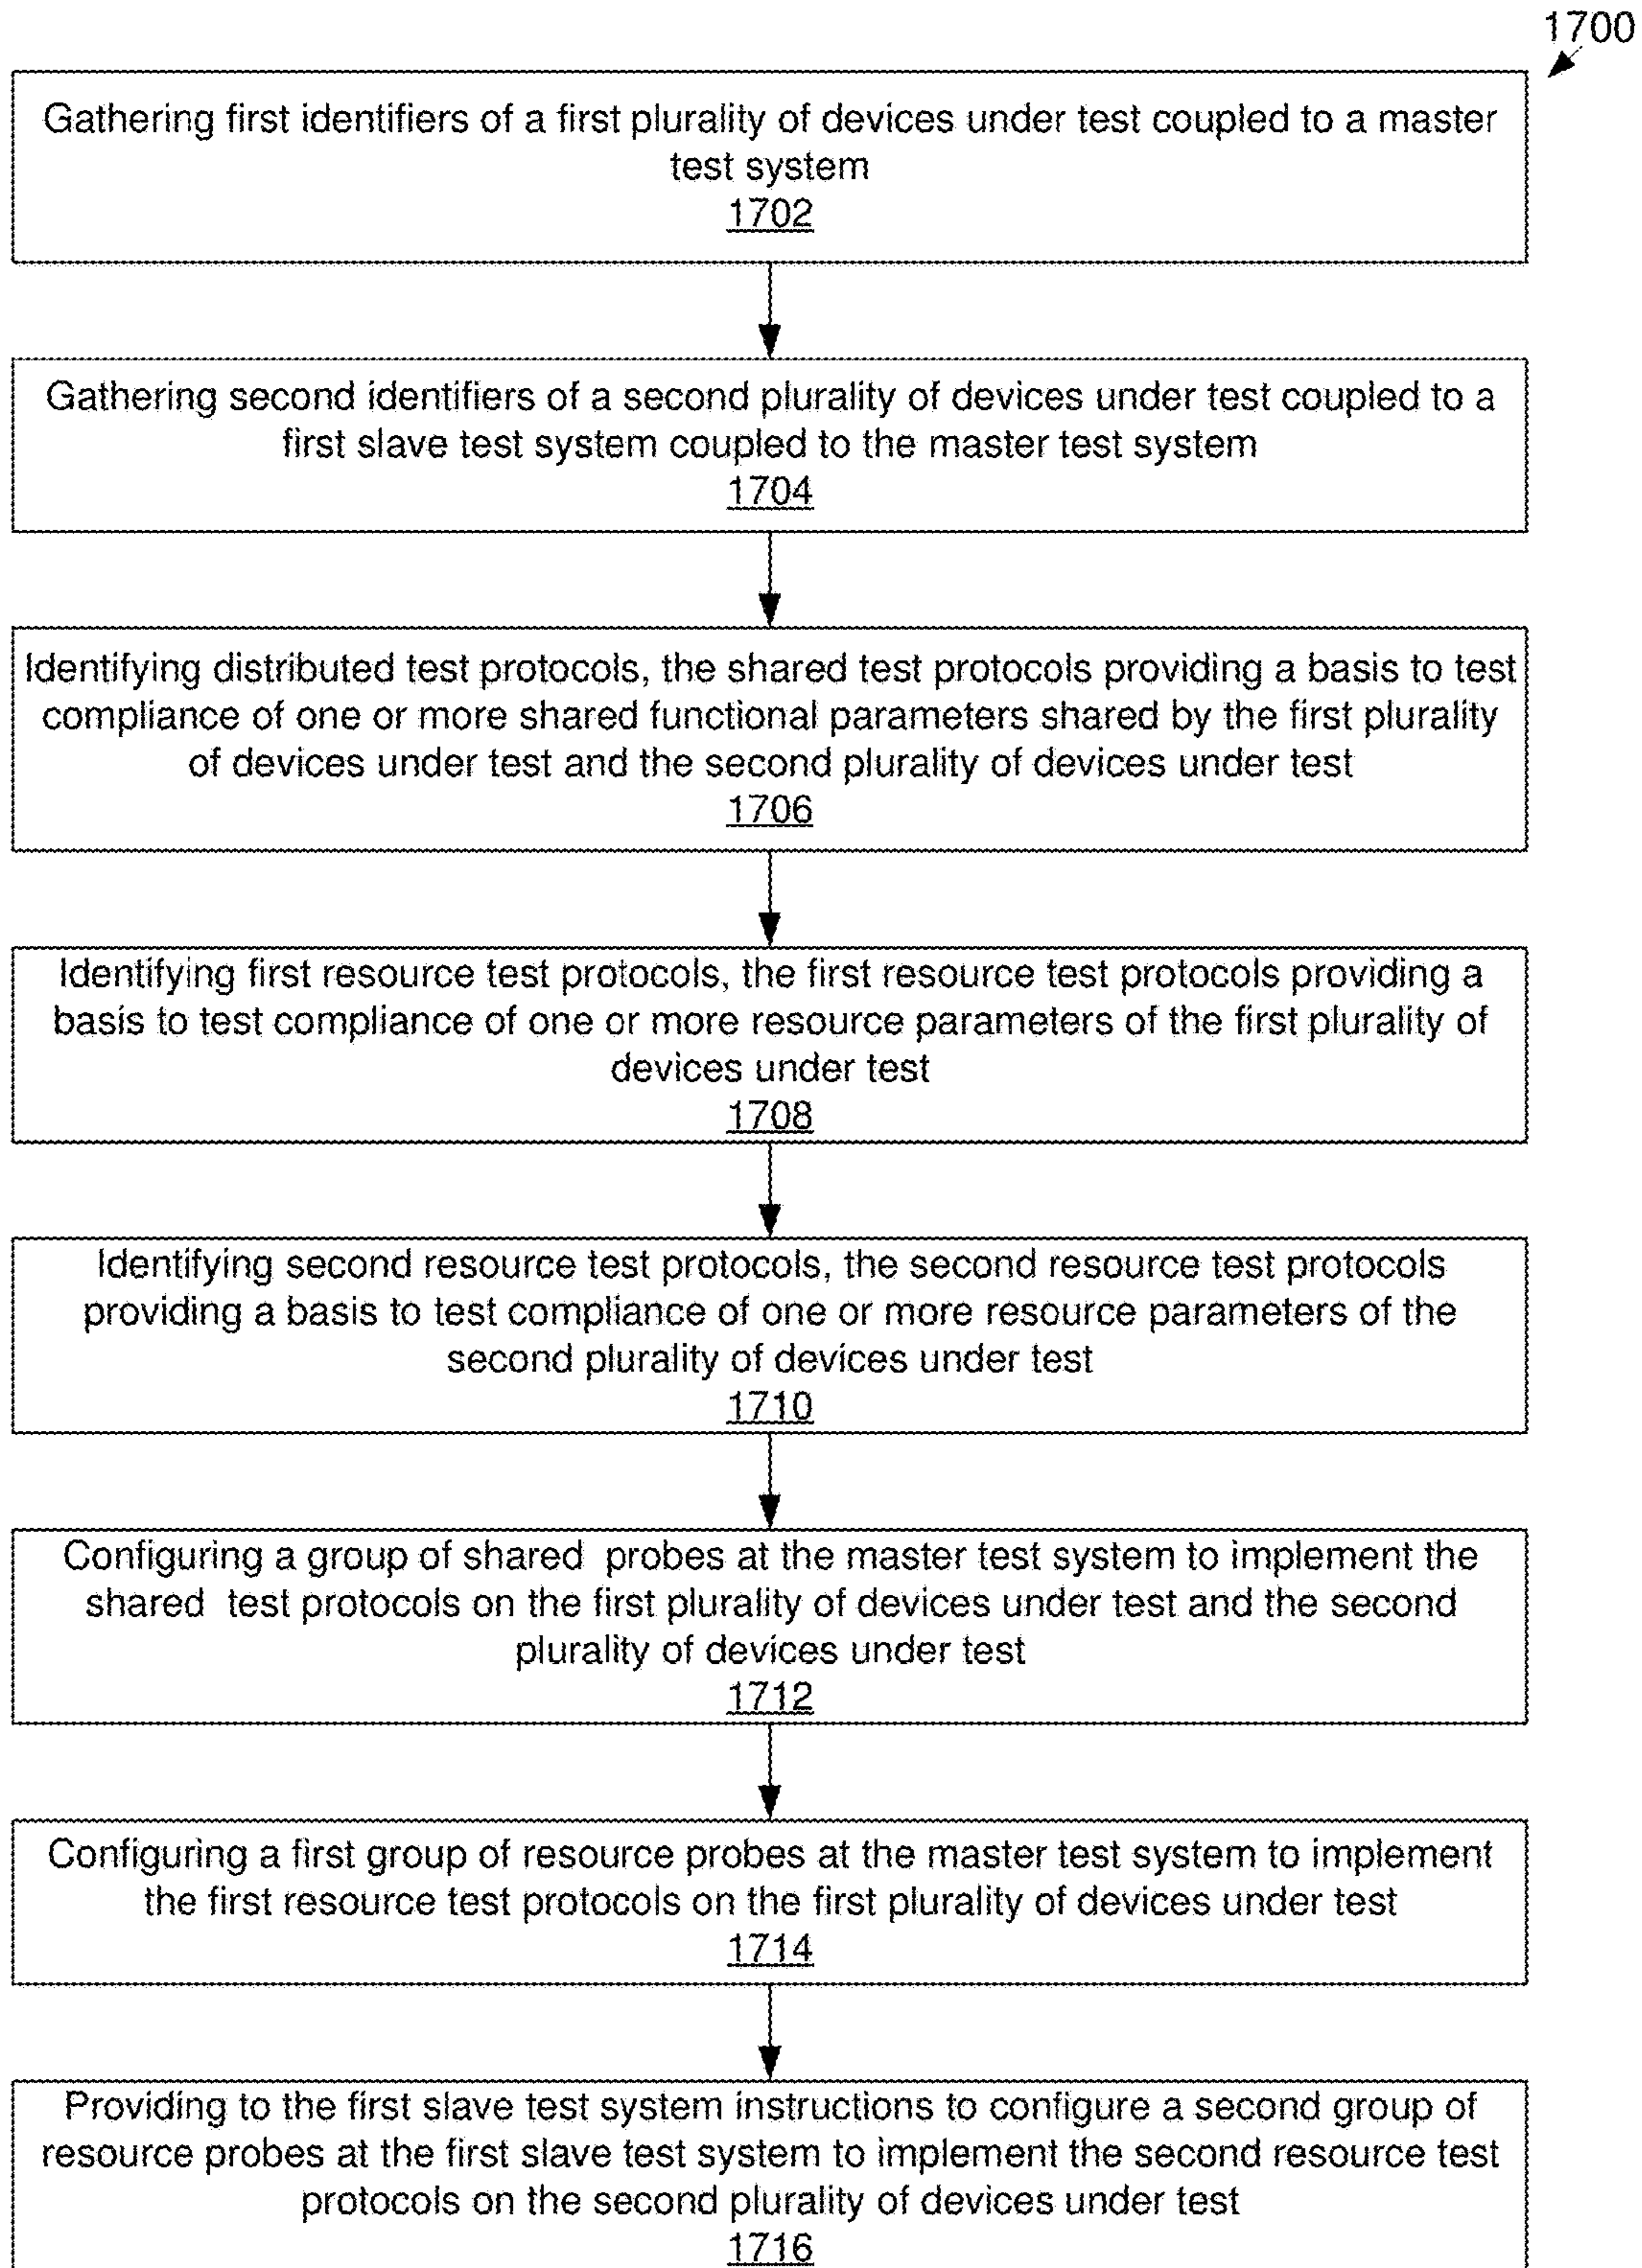 1700
Gathering first identifiers of a first plurality of devices under test coupled to a master
test system
1702
Gathering second identifiers of a second plurality of devices under test coupled to a
first slave test system coupled to the master test system
1704
Identifying distributed test protocols, the shared test protocols providing a basis to test
compliance of one or more shared functional parameters shared by the first plurality
of devices under test and the second plurality of devices under test
1706
Identifying first resource test protocols, the first resource test protocols providing a
basis to test compliance of one or more resource parameters of the first plurality of
devices under test
1708
Identifying second resource test protocols, the second resource test protocols
providing a basis to test compliance of one or more resource parameters of the
second plurality of devices under test
1710
Configuring a group of shared  probes at the master test system to implement the
shared  test protocols on the first plurality of devices under test and the second
plurality of devices under test
1712
Configuring a first group of resource probes at the master test system to implement
the first resource test protocols on the first plurality of devices under test
1714
Providing to the first slave test system instructions to configure a second group of
resource probes at the first slave test system to implement the second resource test
protocols on the second plurality of devices under test
1716